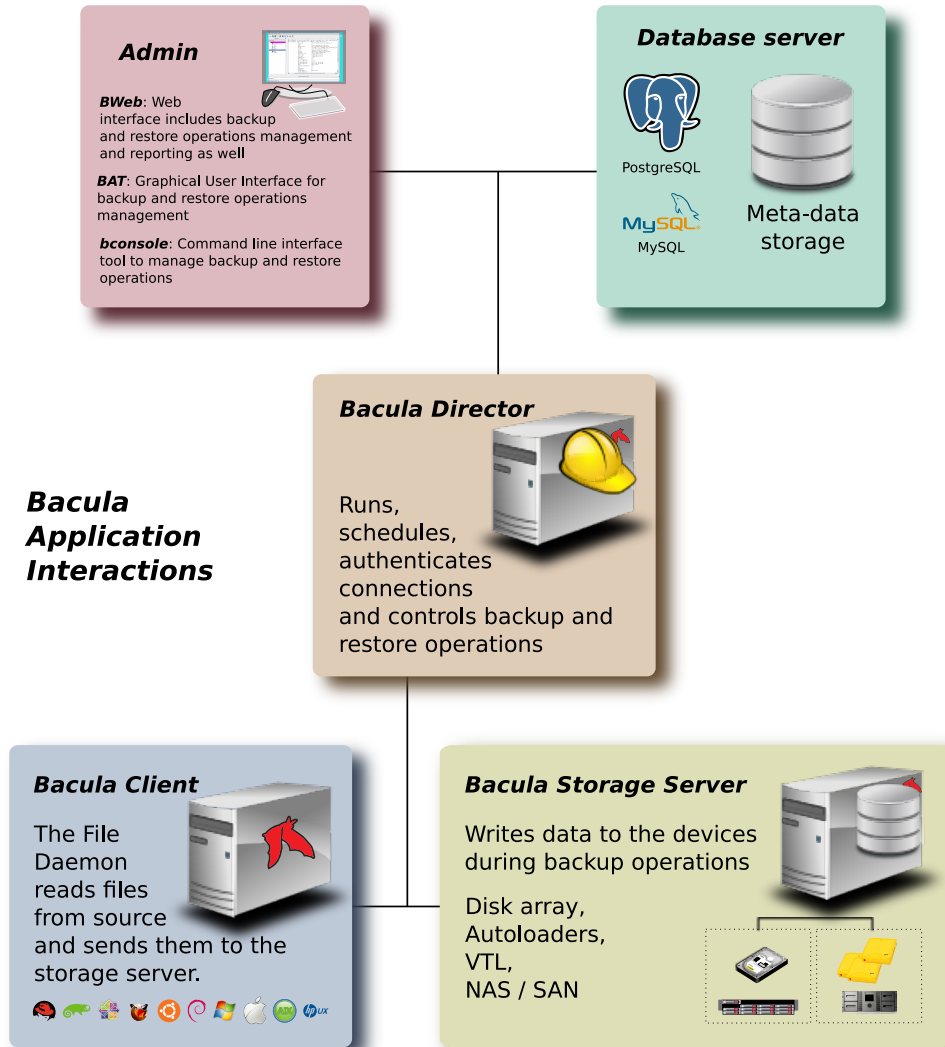 Admin
BWeb: Web
interface includes backup
and restore operations management
and reporting as well
BAT: Graphical User Interface for
backup and restore operations
management
bconsole: Command line interface
tool to manage backup and restore
operations
Database server
PostgreSQL
MySQL®
MySQL
Meta-data
storage
Bacula Director
Runs,
schedules,
authenticates
connections
and controls backup and
restore operations
Bacula
Application
Interactions
Bacula Client
The File
Daemon
reads files
from source
and sends them to the
storage server.
AIX
hp UX
Bacula Storage Server
Writes data to the devices
during backup operations
Disk array,
Autoloaders,
VTL,
NAS / SAN